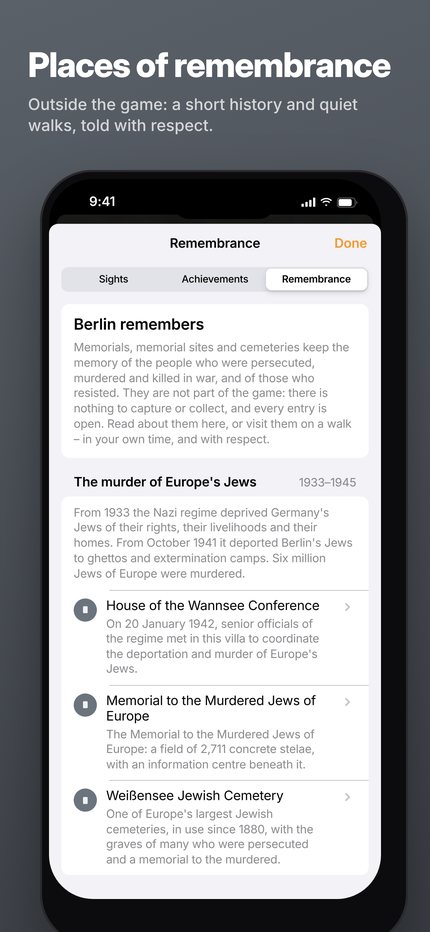 Places of remembrance
Outside the game: a short history and quiet
walks, told with respect.
9:41
Remembrance
Done
Sights
Achievements
Remembrance
Berlin remembers
Memorials, memorial sites and cemeteries keep the
memory of the people who were persecuted,
murdered and killed in war, and of those who
resisted. They are not part of the game: there is
nothing to capture or collect, and every entry is
open. Read about them here, or visit them on a walk
– in your own time, and with respect.
The murder of Europe's Jews
1933–1945
From 1933 the Nazi regime deprived Germany's
Jews of their rights, their livelihoods and their
homes. From October 1941 it deported Berlin's Jews
to ghettos and extermination camps. Six million
Jews of Europe were murdered.
House of the Wannsee Conference
On 20 January 1942, senior officials of
the regime met in this villa to coordinate
the deportation and murder of Europe's
Jews.
Memorial to the Murdered Jews of
Europe
The Memorial to the Murdered Jews of
Europe: a field of 2,711 concrete stelae,
with an information centre beneath it.
Weißensee Jewish Cemetery
One of Europe's largest Jewish
cemeteries, in use since 1880, with the
graves of many who were persecuted
and a memorial to the murdered.